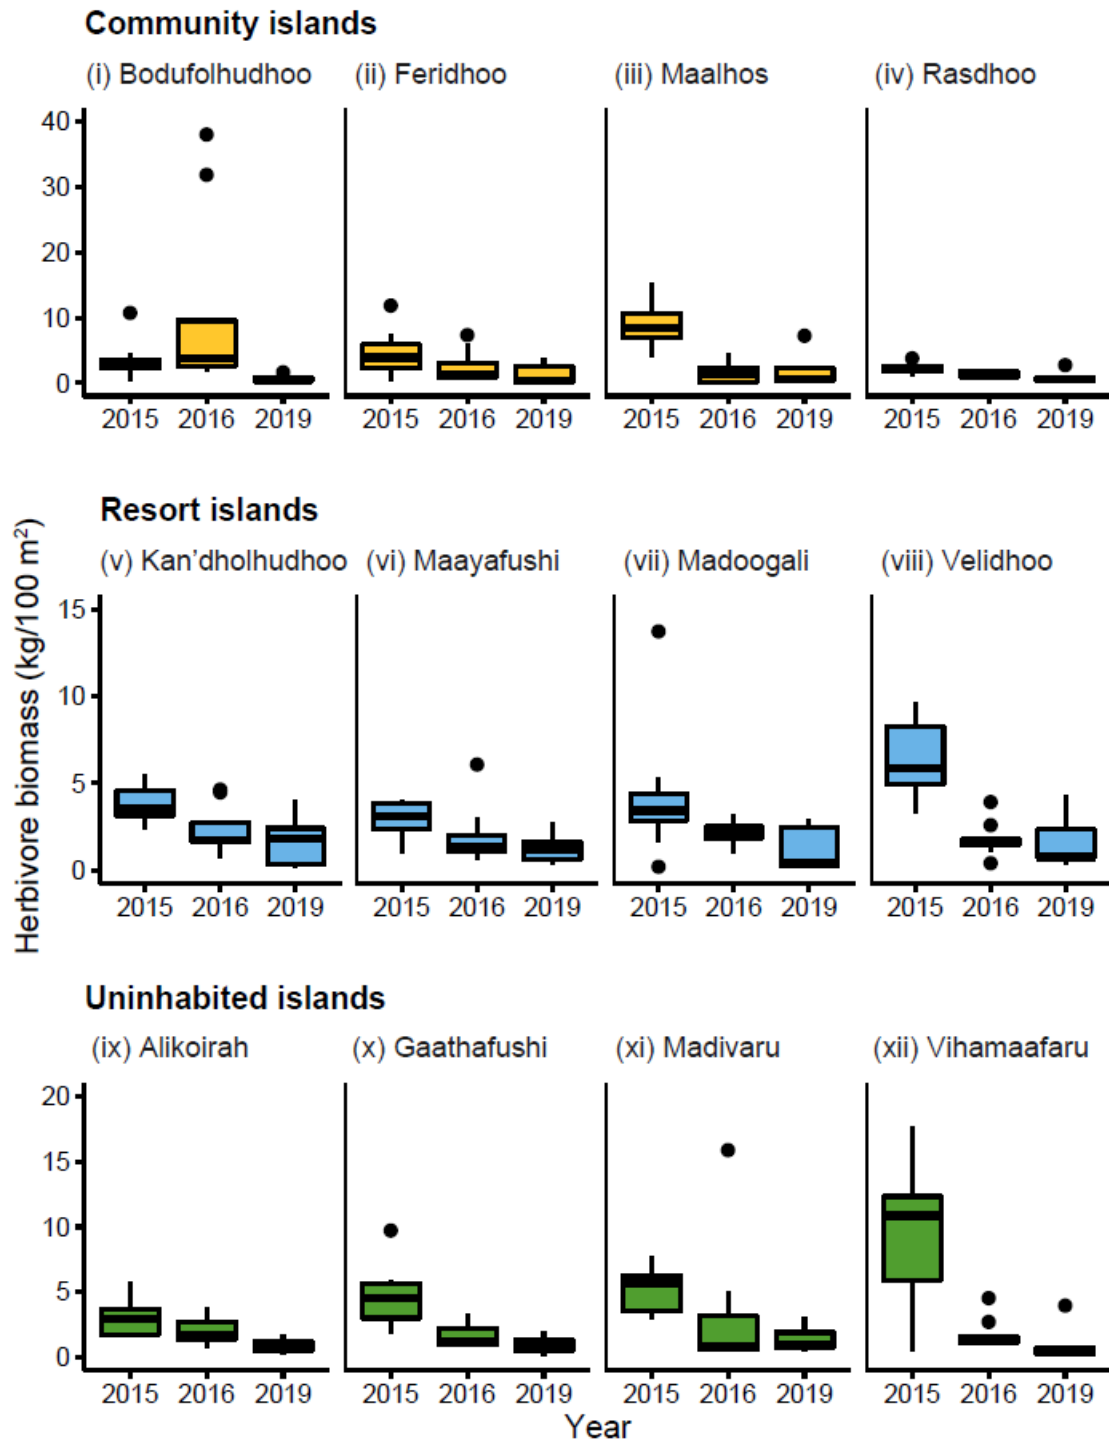 Community islands
(i) Bodufolhudhoo (ii) Feridhoo (iii) Maalhos (iv) Rasdhoo
40
30
20
10
0
2015 2016 2019 2015 2016 2019 2015 2016 2019 2015 2016 2019
Herbivore biomass (kg/100 m²)
Resort islands
(v) Kan'dholhudhoo (vi) Maayafushi (vii) Madoogali (viii) Velidhoo
15
10
5
0
2015 2016 2019 2015 2016 2019 2015 2016 2019 2015 2016 2019
Uninhabited islands
(ix) Alikoirah (x) Gaathafushi (xi) Madivaru (xii) Vihamaafaru
20
15
10
5
0
2015 2016 2019 2015 2016 2019 2015 2016 2019 2015 2016 2019
Year